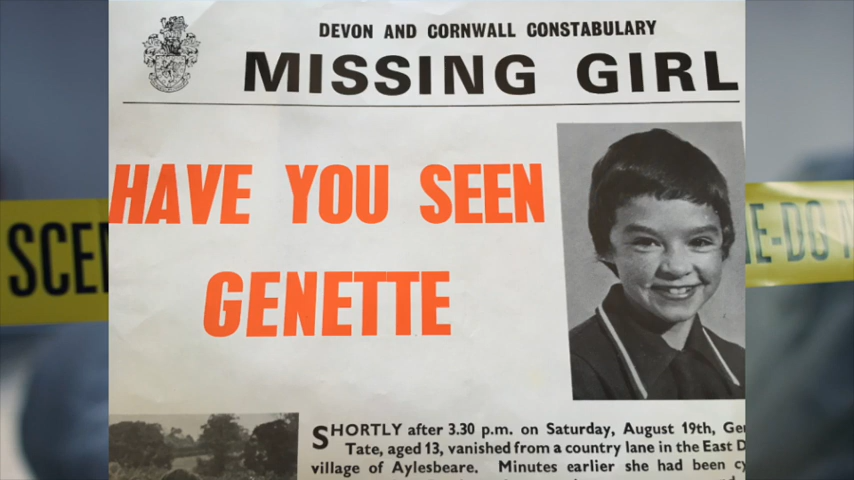 DEVON AND CORNWALL CONSTABULARY
MISSING GIRL
HAVE YOU SEEN
GENETTE
SHORTLY after 3.30 p.m. on Saturday, August 19th, Ge
Tate, aged 13, vanished from a country lane in the East D
village of Aylesbeare. Minutes earlier she had been cy
SCEN
E-DO N